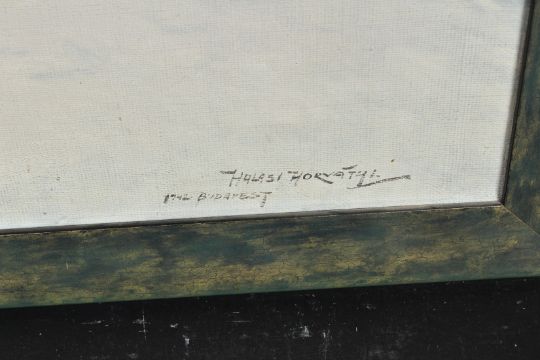 HALASI HORVÁTH I.
1942 BUDAPEST